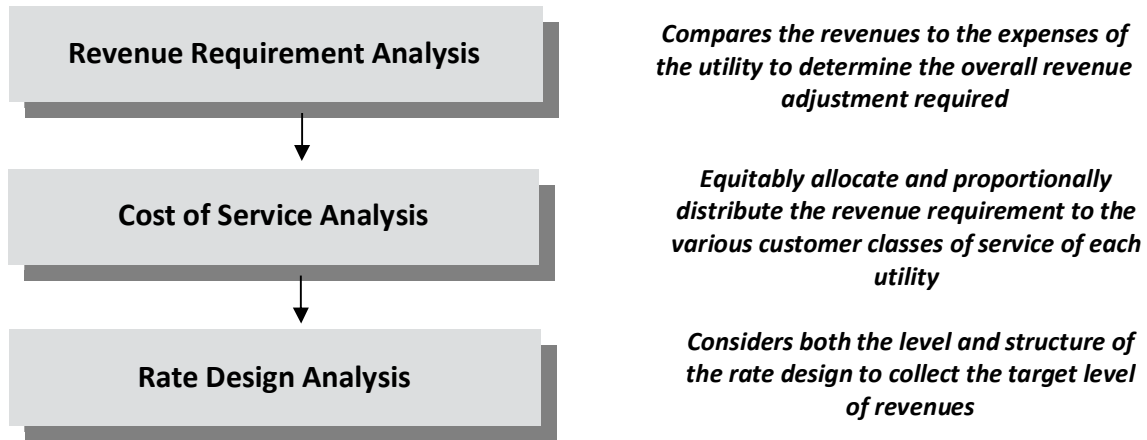 Revenue Requirement Analysis
Compares the revenues to the expenses of
the utility to determine the overall revenue
adjustment required
Cost of Service Analysis
Equitably allocate and proportionally
distribute the revenue requirement to the
various customer classes of service of each
utility
Rate Design Analysis
Considers both the level and structure of
the rate design to collect the target level
of revenues